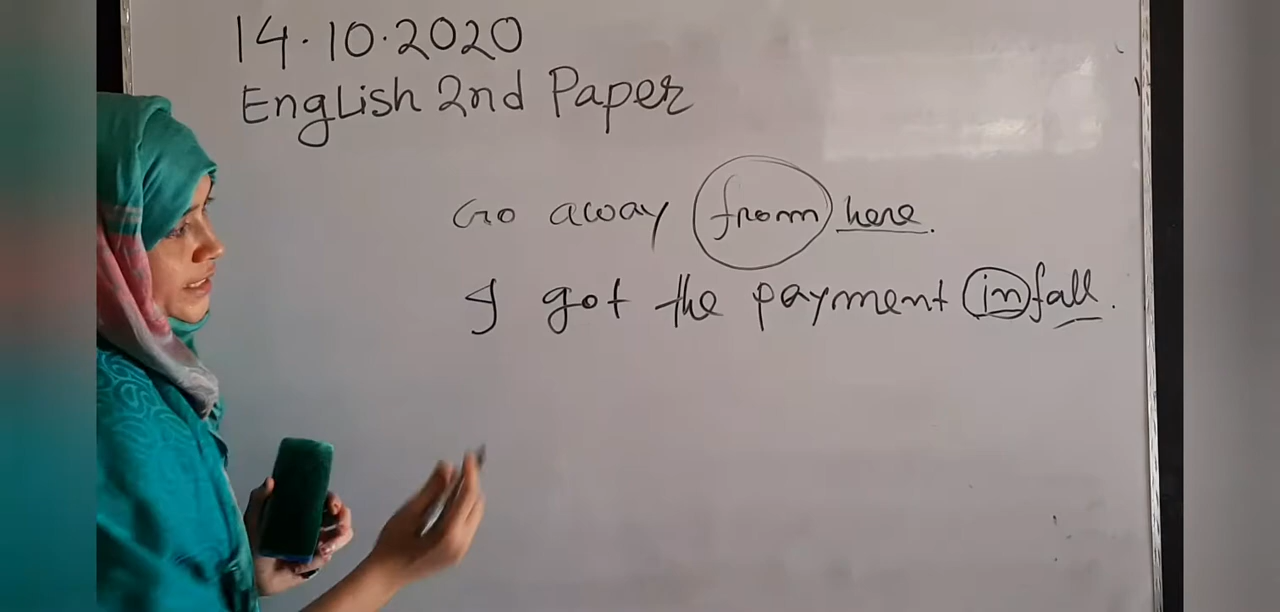 14.10.2020
English 2nd Paper
Go away from here.
I got the payment in fall.